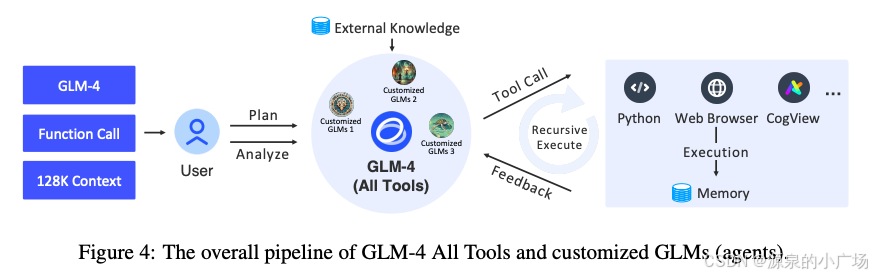 External Knowledge
GLM-4
Function Call
128K Context
User
Plan
Analyze
Customized
GLMs 2
Customized
GLMs 1
Customized
GLMs 3
GLM-4
(All Tools)
Tool Call
Recursive
Execute
Feedback
Python
Web Browser
CogView
...
Execution
Memory
Figure 4: The overall pipeline of GLM-4 All Tools and customized GLMs (agents).
CSDN @源泉的小广场